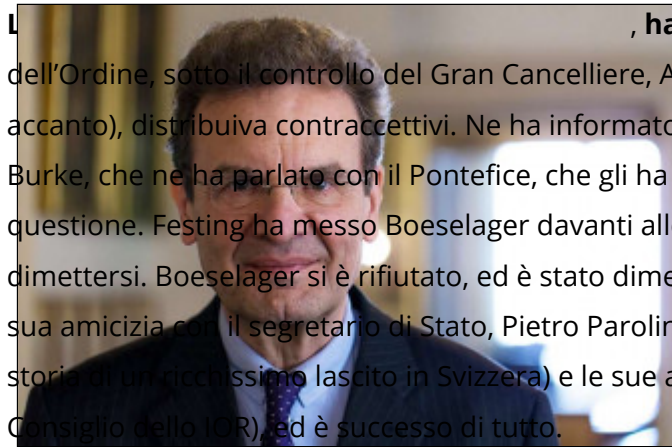 L , ha
dell’Ordine, sotto il controllo del Gran Cancelliere, A
accanto), distribuiva contraccettivi. Ne ha informato
Burke, che ne ha parlato con il Pontefice, che gli ha
questione. Festing ha messo Boeselager davanti all
dimettersi. Boeselager si è rifiutato, ed è stato dime
sua amicizia con il segretario di Stato, Pietro Parolin
storia di un ricchissimo lascito in Svizzera) e le sue a
Consiglio dello IOR), ed è successo di tutto.